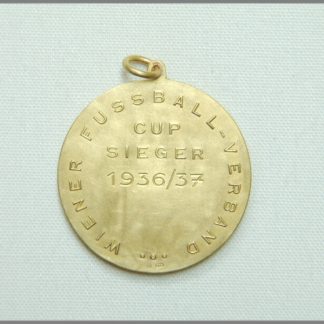 WIENER FUSSBALL-VERBAND
CUP
SIEGER
1936/37